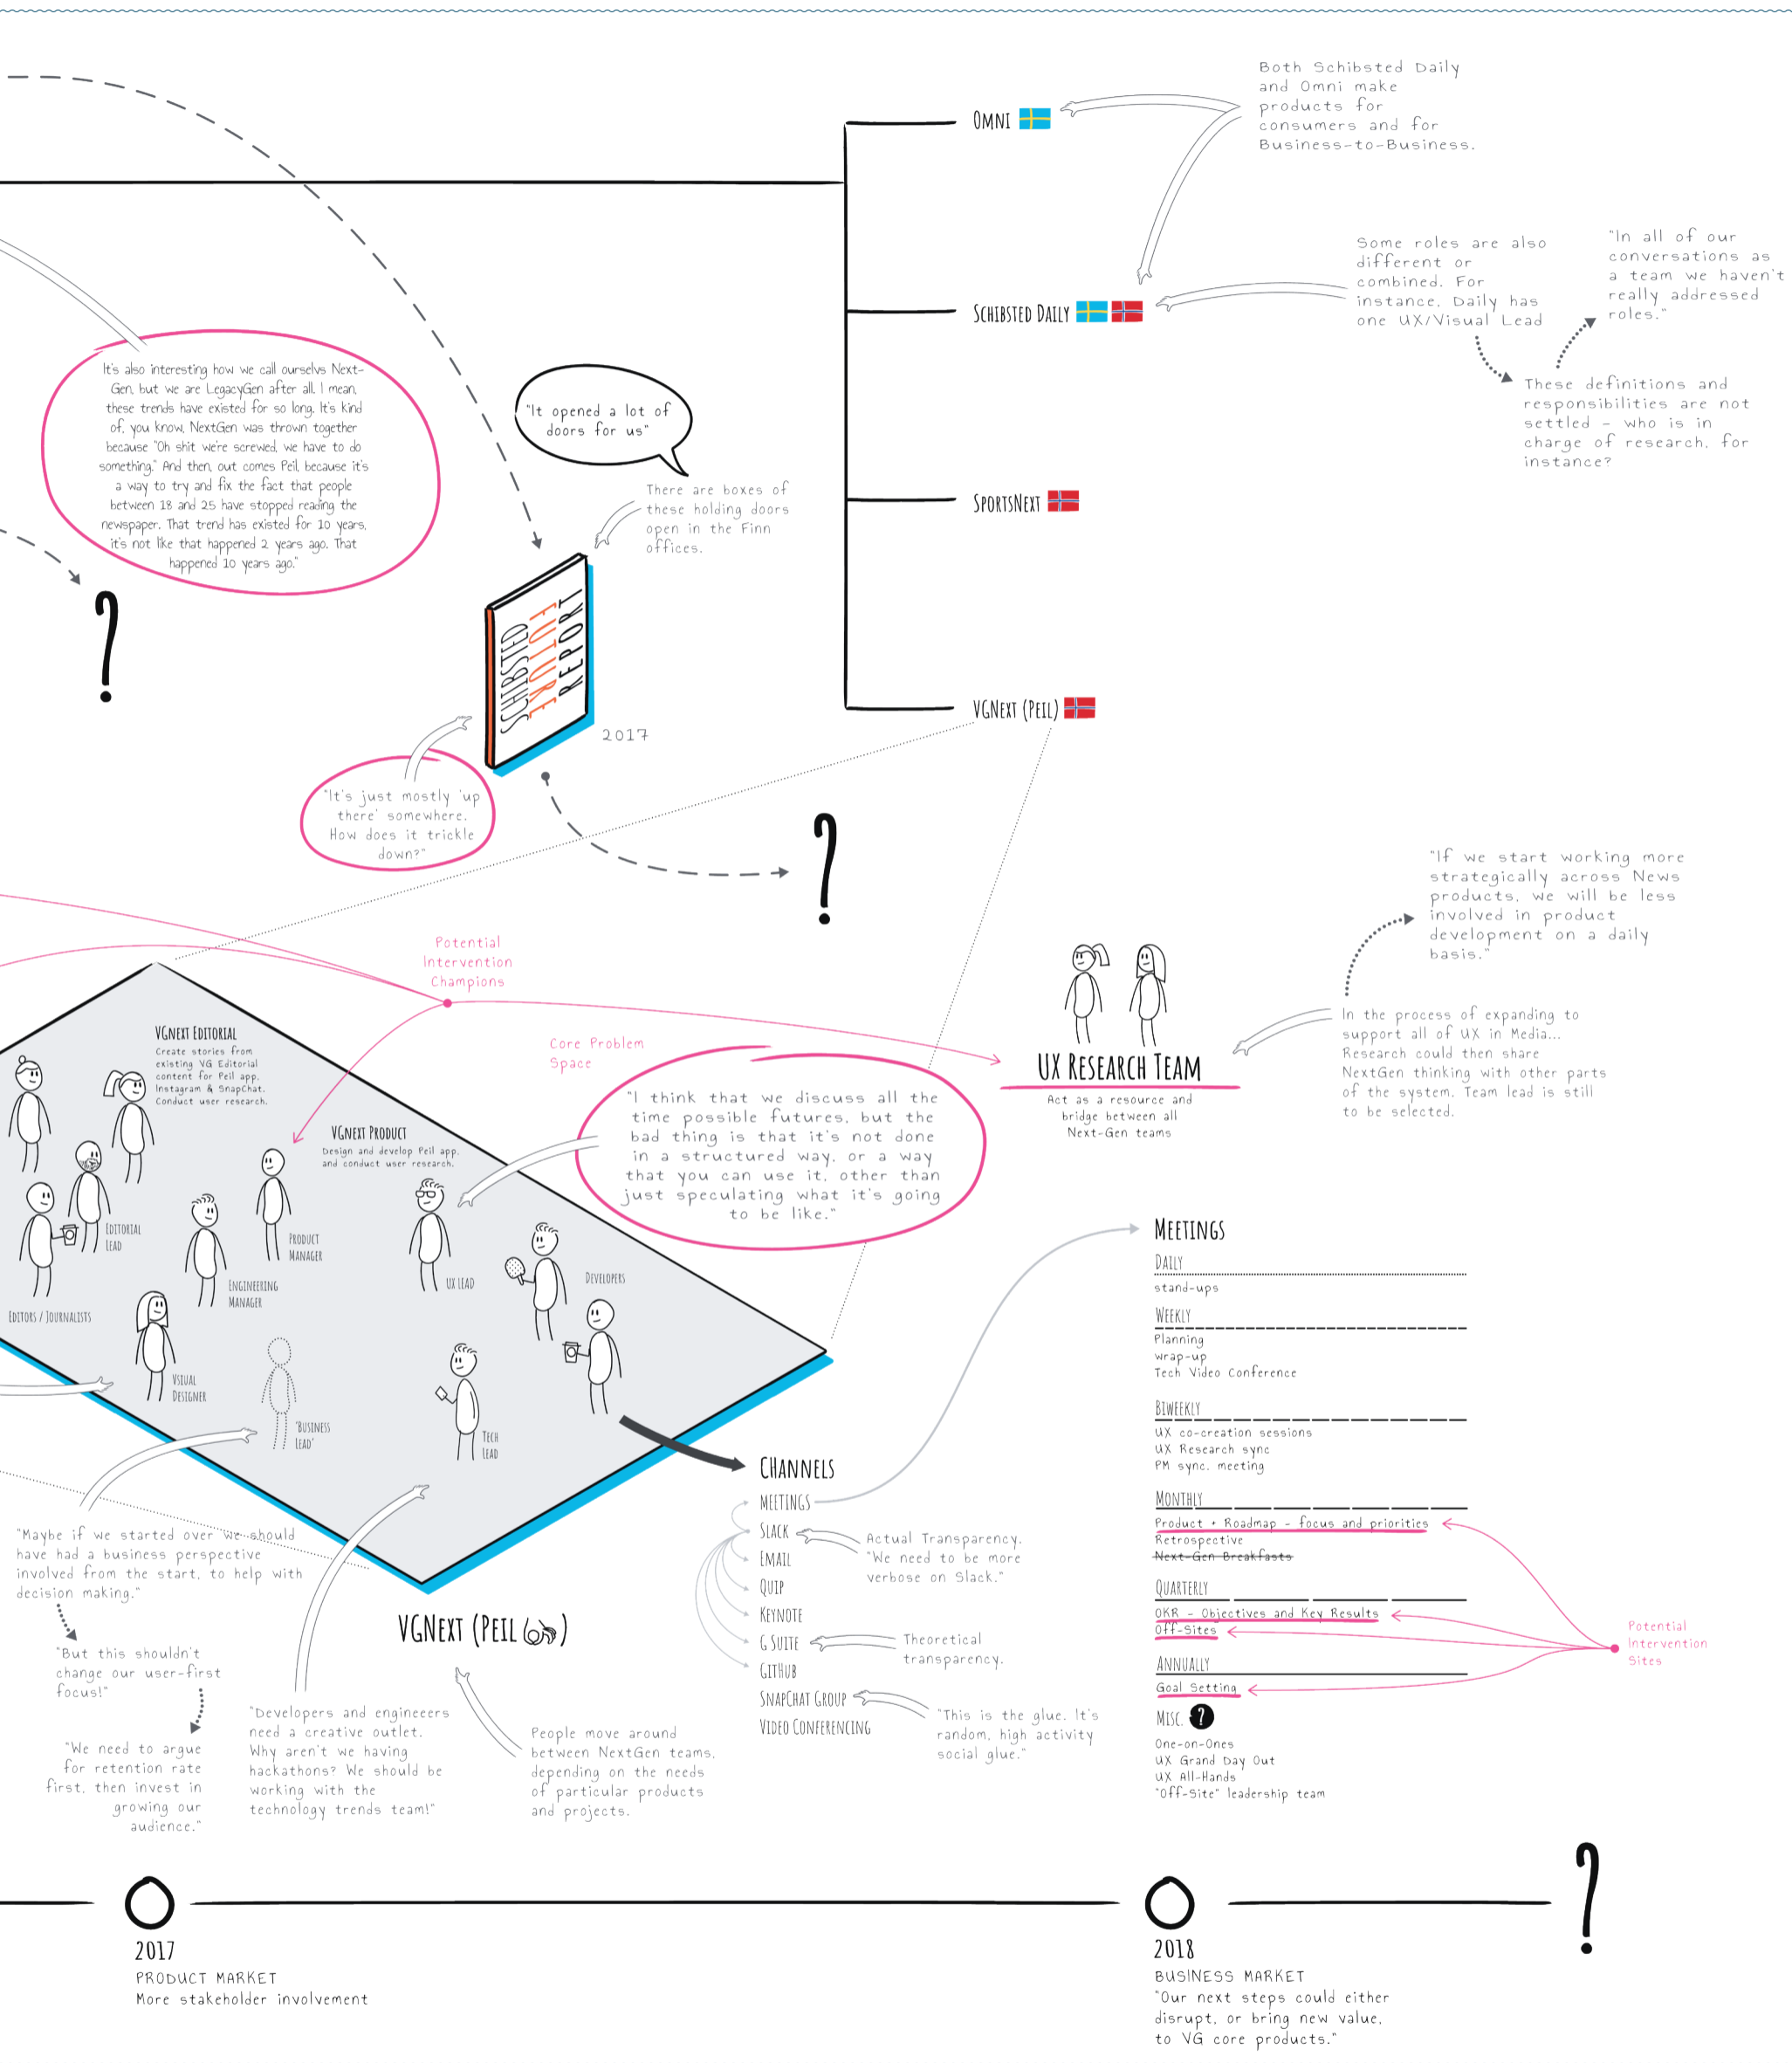 Both Schibsted Daily
and Omni make
products for
consumers and for
Business-to-Business.
OMNI
Some roles are also
different or
combined. For
instance, Daily has
one UX/Visual Lead
"In all of our
conversations as
a team we haven't
really addressed
roles."
SCHIBSTED DAILY
These definitions and
responsibilities are not
settled - who is in
charge of research, for
instance?
It's also interesting how we call ourselvs Next-
Gen, but we are LegacyGen after all. I mean,
these trends have existed for so long. It's kind
of, you know, NextGen was thrown together
because "Oh shit we're screwed, we have to do
something." And then, out comes Peil, because it's
a way to try and fix the fact that people
between 18 and 25 have stopped reading the
newspaper. That trend has existed for 10 years,
it's not like that happened 2 years ago. That
happened 10 years ago."
"It opened a lot of
doors for us"
There are boxes of
these holding doors
open in the Finn
offices.
SPORTSNEXT
SCHIBSTED
FUTURE
REPORT
2017
VGNEXT (PEIL)
"It's just mostly 'up
there' somewhere.
How does it trickle
down?"
"If we start working more
strategically across News
products, we will be less
involved in product
development on a daily
basis."
Potential
Intervention
Champions
In the process of expanding to
support all of UX in Media...
Research could then share
NextGen thinking with other parts
of the system. Team lead is still
to be selected.
UX RESEARCH TEAM
Act as a resource and
bridge between all
Next-Gen teams
VGNEXT EDITORIAL
Create stories from
existing VG Editorial
content for Peil app,
Instagram & SnapChat.
Conduct user research.
Core Problem
Space
"I think that we discuss all the
time possible futures, but the
bad thing is that it's not done
in a structured way, or a way
that you can use it, other than
just speculating what it's going
to be like."
VGNEXT PRODUCT
Design and develop Peil app,
and conduct user research.
EDITORIAL
LEAD
PRODUCT
MANAGER
ENGINEERING
MANAGER
UX LEAD
DEVELOPERS
EDITORS / JOURNALISTS
VSIUAL
DESIGNER
'BUSINESS
LEAD'
TECH
LEAD
MEETINGS
DAILY
stand-ups
WEEKLY
Planning
wrap-up
Tech Video Conference
BIWEEKLY
UX co-creation sessions
UX Research sync
PM sync. meeting
MONTHLY
Product + Roadmap - focus and priorities
Retrospective
Next-Gen Breakfasts
QUARTERLY
OKR - Objectives and Key Results
Off-Sites
ANNUALLY
Goal Setting
MISC. ?
One-on-Ones
UX Grand Day Out
UX All-Hands
"Off-Site" leadership team
Potential
Intervention
Sites
CHANNELS
MEETINGS
SLACK
EMAIL
QUIP
KEYNOTE
G SUITE
GITHUB
SNAPCHAT GROUP
VIDEO CONFERENCING
Actual Transparency.
"We need to be more
verbose on Slack."
Theoretical
transparency.
"This is the glue. It's
random, high activity
social glue."
"Maybe if we started over we should
have had a business perspective
involved from the start, to help with
decision making."
"But this shouldn't
change our user-first
focus!"
"We need to argue
for retention rate
first, then invest in
growing our
audience."
VGNEXT (PEIL )
"Developers and engineeers
need a creative outlet.
Why aren't we having
hackathons? We should be
working with the
technology trends team!"
People move around
between NextGen teams,
depending on the needs
of particular products
and projects.
2017
PRODUCT MARKET
More stakeholder involvement
2018
BUSINESS MARKET
"Our next steps could either
disrupt, or bring new value,
to VG core products."
?
?
?